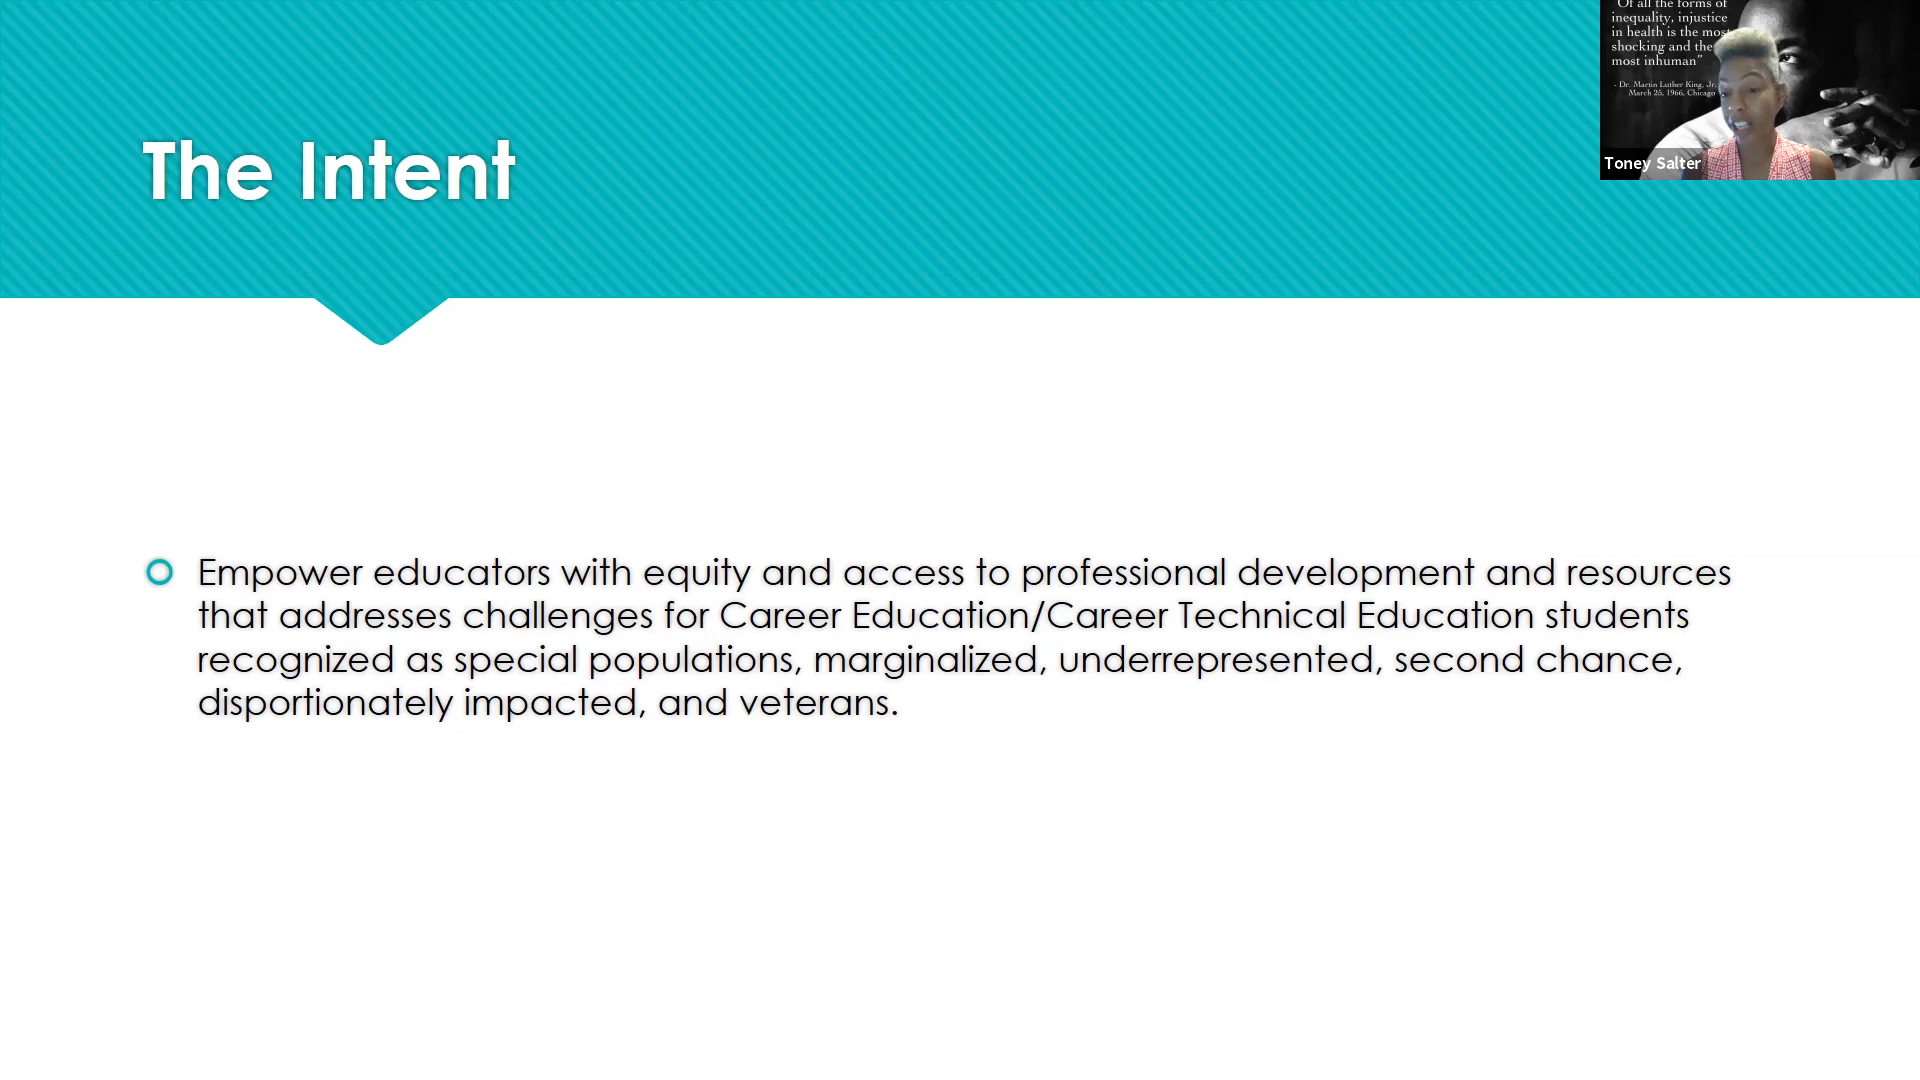 The Intent
"Of all the forms of
inequality, injustice
in health is the most
shocking and the
most inhuman"
- Dr. Martin Luther King, Jr.
March 25, 1966, Chicago
Toney Salter
Empower educators with equity and access to professional development and resources
that addresses challenges for Career Education/Career Technical Education students
recognized as special populations, marginalized, underrepresented, second chance,
disportionately impacted, and veterans.